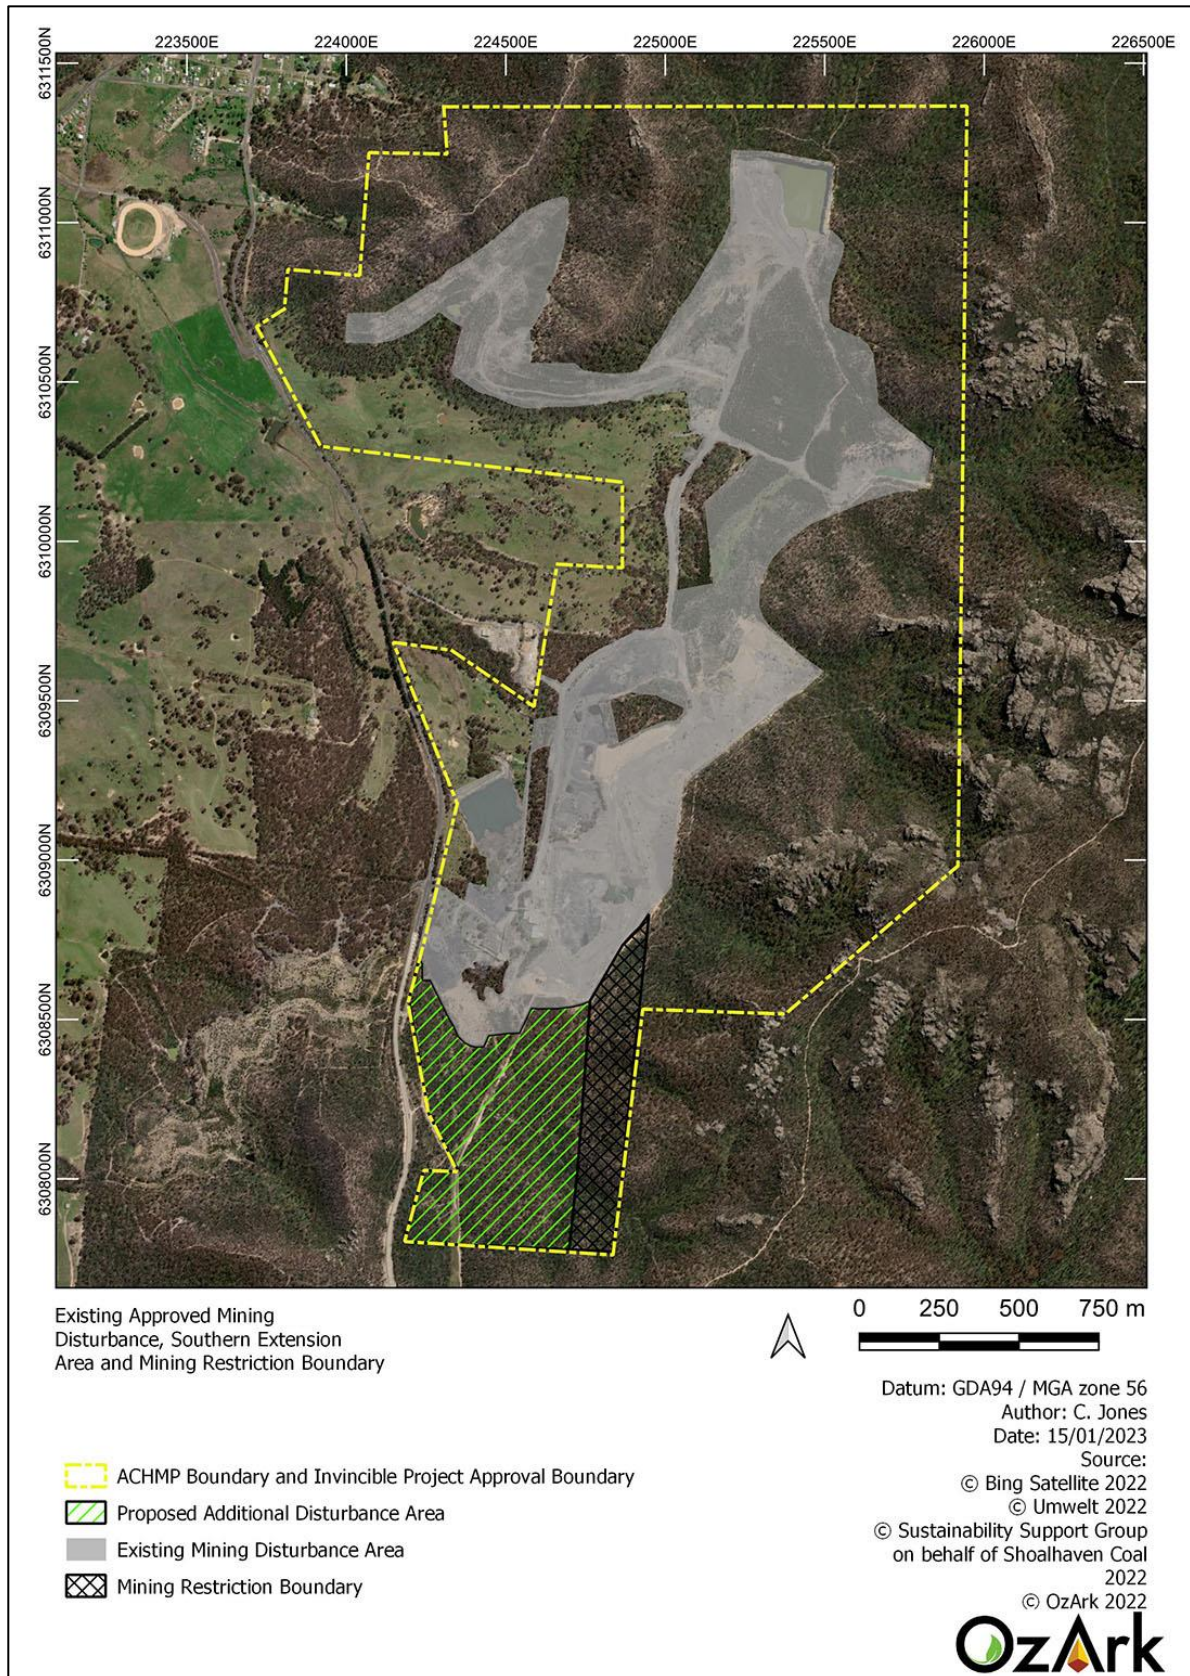 223500E 224000E 224500E 225000E 225500E 226000E 226500E
6311500N
6311000N
6310500N
6310000N
6309500N
6309000N
6308500N
6308000N
Existing Approved Mining
Disturbance, Southern Extension
Area and Mining Restriction Boundary
0 250 500 750 m
Datum: GDA94 / MGA zone 56
Author: C. Jones
Date: 15/01/2023
Source:
© Bing Satellite 2022
© Umwelt 2022
© Sustainability Support Group
on behalf of Shoalhaven Coal
2022
© OzArk 2022
ACHMP Boundary and Invincible Project Approval Boundary
Proposed Additional Disturbance Area
Existing Mining Disturbance Area
Mining Restriction Boundary
OzArk